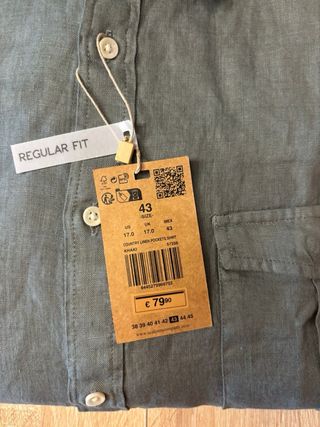 REGULAR FIT
43
-SIZE-
US UK MEX
17.0 17.0 43
COUNTRY LINEN POCKETS SHIRT
KHAKI 57259
€ 79.90
38 39 40 41 42 43 44 45